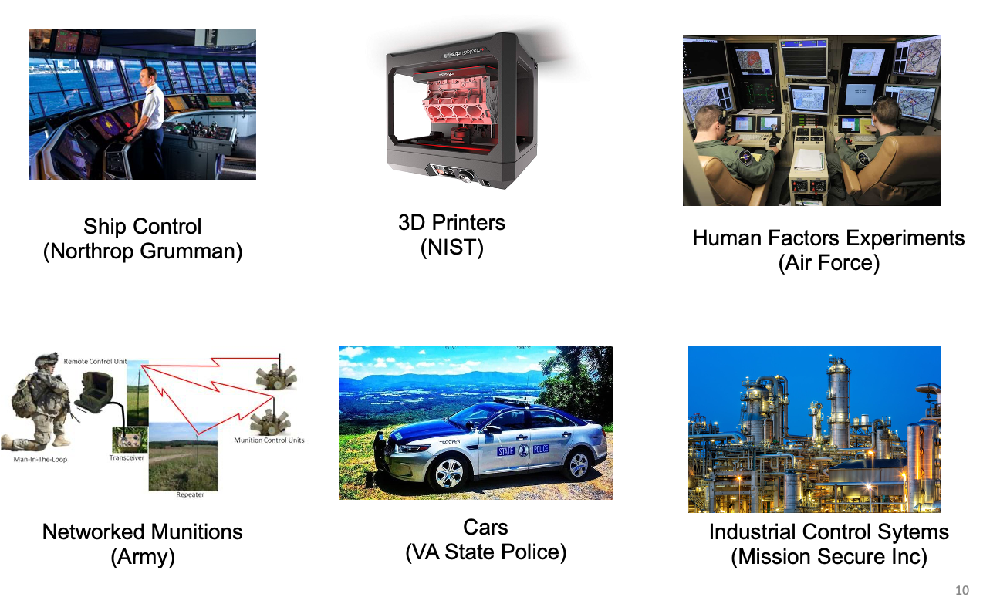 Ship Control
(Northrop Grumman)
3D Printers
(NIST)
Human Factors Experiments
(Air Force)
Remote Control Unit
Man-In-The-Loop
Transceiver
Repeater
Munition Control Units
TROOPER
STATE
POLICE
Networked Munitions
(Army)
Cars
(VA State Police)
Industrial Control Sytems
(Mission Secure Inc)
10